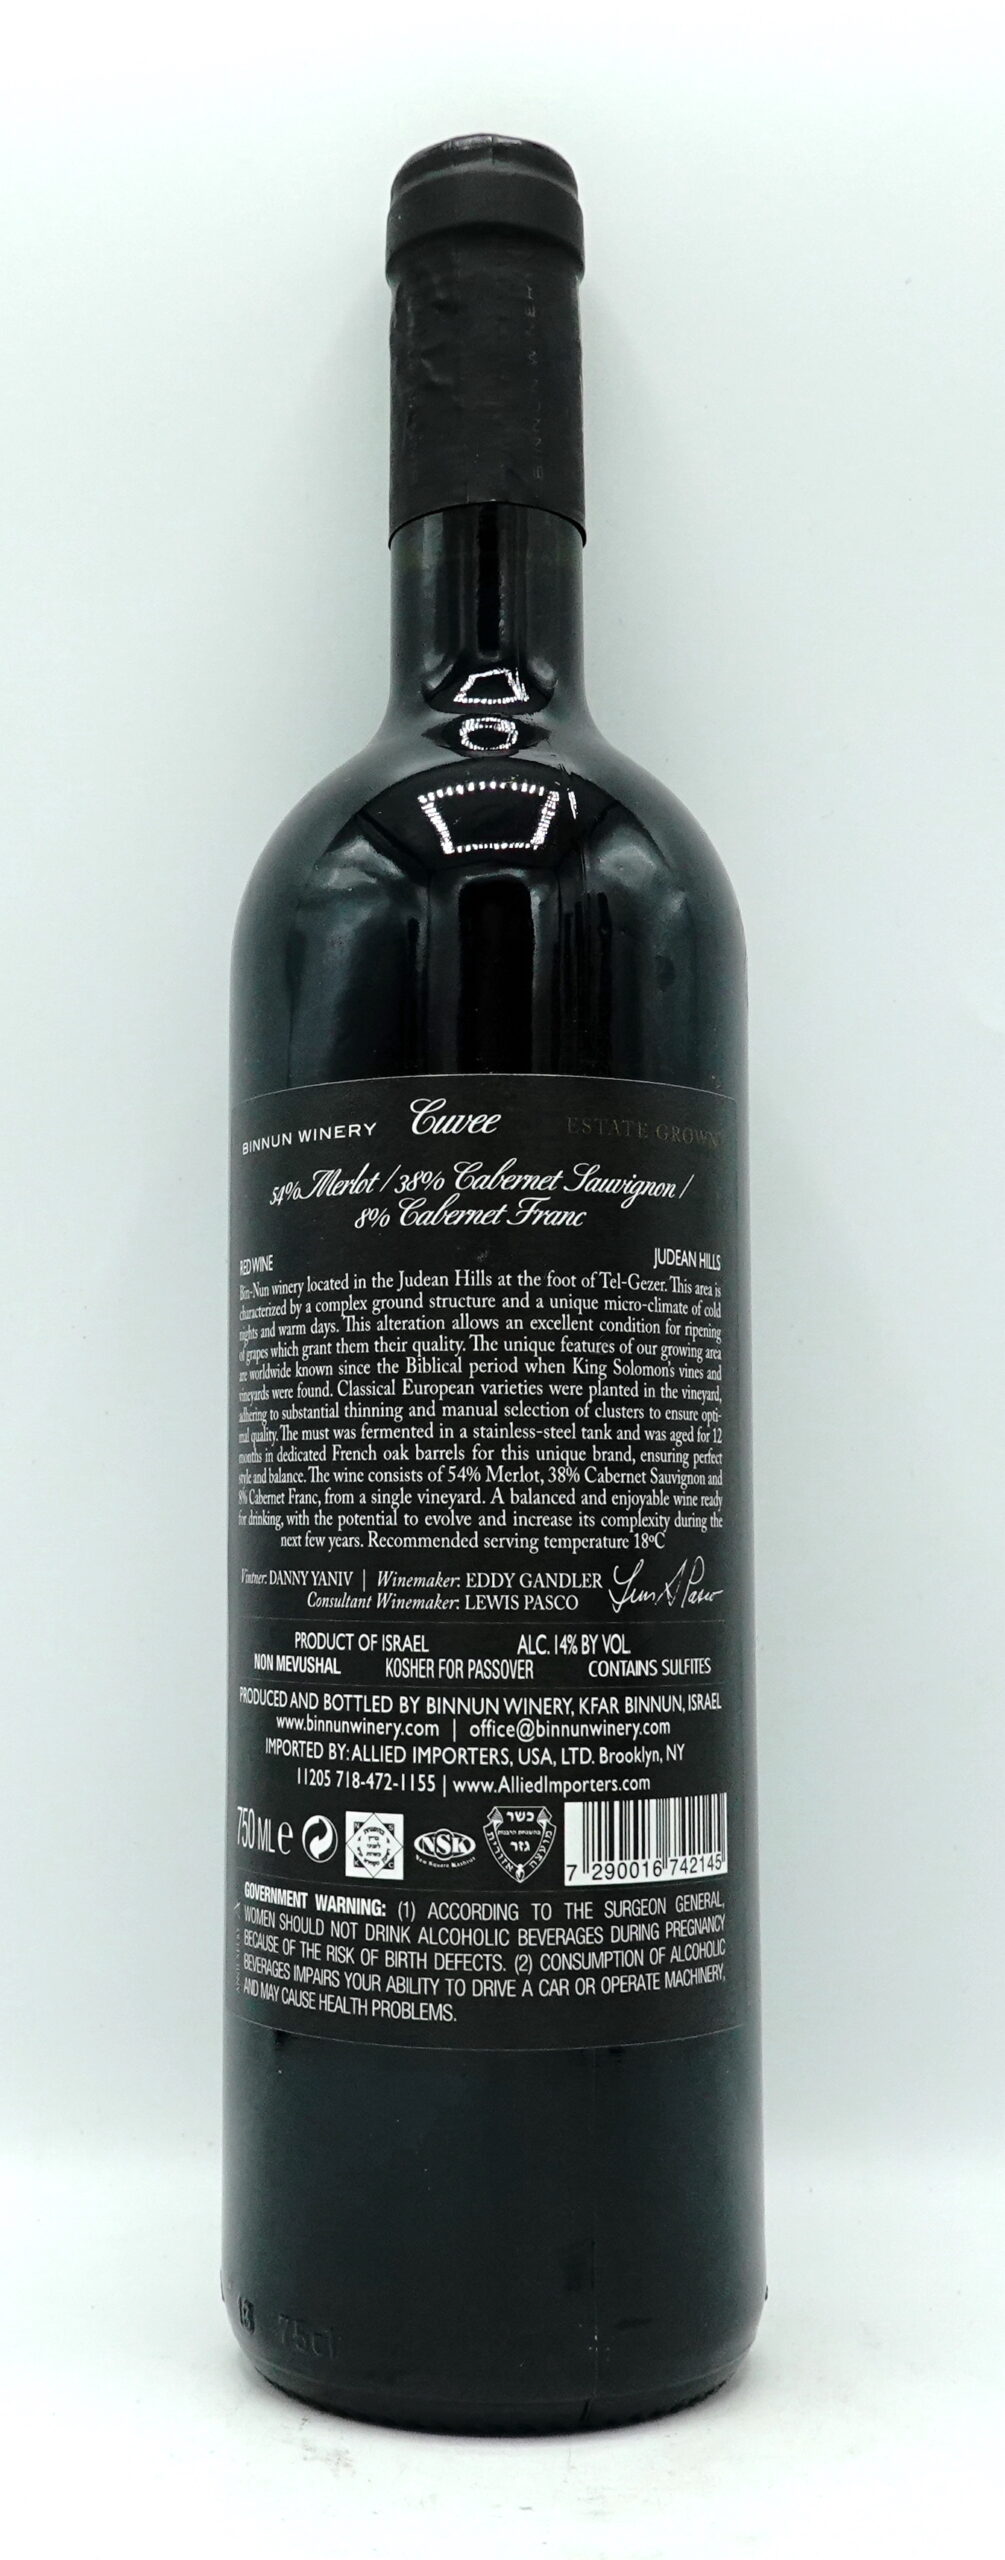 BINNUN WINER
BINNUN WINERY Cuvee ESTATE GROWN
54% Merlot / 38% Cabernet Sauvignon /
8% Cabernet Franc
RED WINE JUDEAN HILLS
Bin-Nun winery located in the Judean Hills at the foot of Tel-Gezer. This area is
characterized by a complex ground structure and a unique micro-climate of cold
nights and warm days. This alteration allows an excellent condition for ripening
of grapes which grant them their quality. The unique features of our growing area
are worldwide known since the Biblical period when King Solomon's vines and
vineyards were found. Classical European varieties were planted in the vineyard,
adhering to substantial thinning and manual selection of clusters to ensure opti-
mal quality. The must was fermented in a stainless-steel tank and was aged for 12
months in dedicated French oak barrels for this unique brand, ensuring perfect
style and balance. The wine consists of 54% Merlot, 38% Cabernet Sauvignon and
8% Cabernet Franc, from a single vineyard. A balanced and enjoyable wine ready
for drinking, with the potential to evolve and increase its complexity during the
next few years. Recommended serving temperature 18ºC
Vintner: DANNY YANIV | Winemaker: EDDY GANDLER
Consultant Winemaker: LEWIS PASCO
PRODUCT OF ISRAEL ALC. 14% BY VOL
NON MEVUSHAL KOSHER FOR PASSOVER CONTAINS SULFITES
PRODUCED AND BOTTLED BY BINNUN WINERY, KFAR BINNUN, ISRAEL
www.binnunwinery.com | office@binnunwinery.com
IMPORTED BY: ALLIED IMPORTERS, USA, LTD. Brooklyn, NY
11205 718-472-1155 | www.AlliedImporters.com
750 ML e
NSK
New Square Kashrus
כשר
גזר
מועצה אזורית
7 290016 742145
GOVERNMENT WARNING: (1) ACCORDING TO THE SURGEON GENERAL,
WOMEN SHOULD NOT DRINK ALCOHOLIC BEVERAGES DURING PREGNANCY
BECAUSE OF THE RISK OF BIRTH DEFECTS. (2) CONSUMPTION OF ALCOHOLIC
BEVERAGES IMPAIRS YOUR ABILITY TO DRIVE A CAR OR OPERATE MACHINERY,
AND MAY CAUSE HEALTH PROBLEMS.
75cl